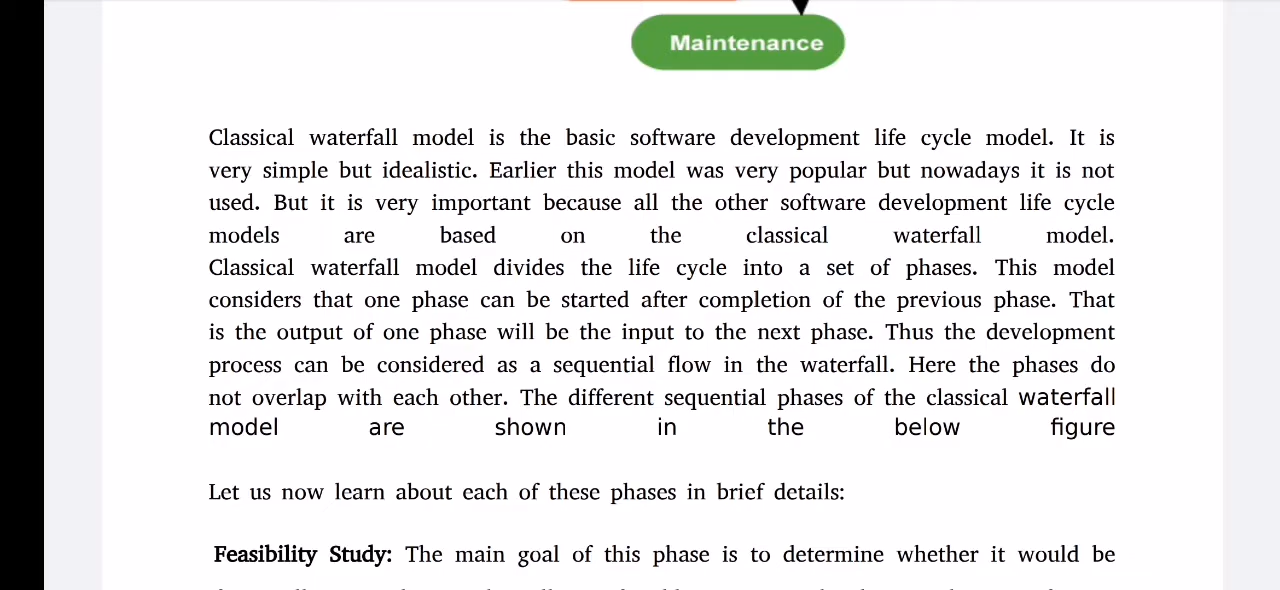 Maintenance
Classical waterfall model is the basic software development life cycle model. It is
very simple but idealistic. Earlier this model was very popular but nowadays it is not
used. But it is very important because all the other software development life cycle
models are based on the classical waterfall model.
Classical waterfall model divides the life cycle into a set of phases. This model
considers that one phase can be started after completion of the previous phase. That
is the output of one phase will be the input to the next phase. Thus the development
process can be considered as a sequential flow in the waterfall. Here the phases do
not overlap with each other. The different sequential phases of the classical waterfall
model are shown in the below figure
Let us now learn about each of these phases in brief details:
Feasibility Study: The main goal of this phase is to determine whether it would be